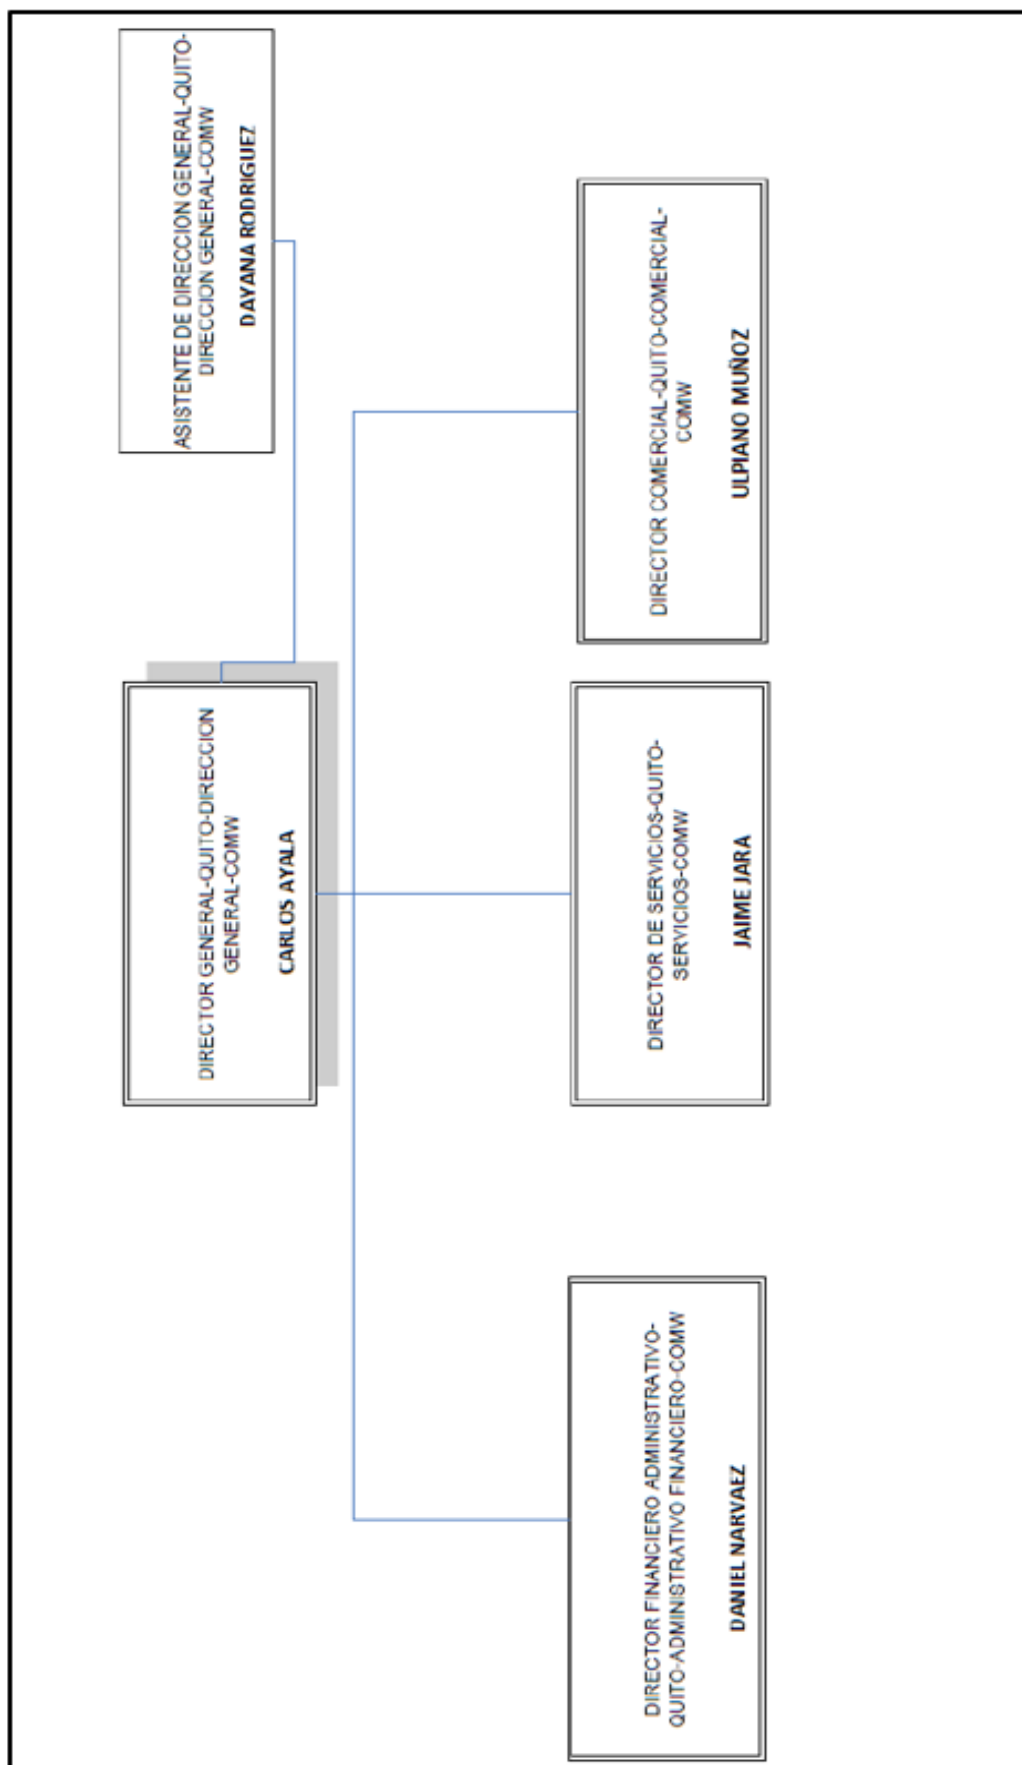 DIRECTOR GENERAL-QUITO-DIRECCION
GENERAL-COMW
CARLOS AYALA
ASISTENTE DE DIRECCION GENERAL-QUITO-
DIRECCION GENERAL-COMW
DAYANA RODRIGUEZ
DIRECTOR FINANCIERO ADMINISTRATIVO-
QUITO-ADMINISTRATIVO FINANCIERO-COMW
DANIEL NARVAEZ
DIRECTOR DE SERVICIOS-QUITO-
SERVICIOS-COMW
JAIME JARA
DIRECTOR COMERCIAL-QUITO-COMERCIAL-
COMW
ULPIANO MUÑOZ